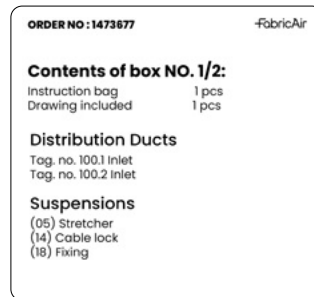 ORDER NO : 1473677 FabricAir
Contents of box NO. 1/2:
Instruction bag 1 pcs
Drawing included 1 pcs
Distribution Ducts
Tag. no. 100.1 Inlet
Tag. no. 100.2 Inlet
Suspensions
(05) Stretcher
(14) Cable lock
(18) Fixing